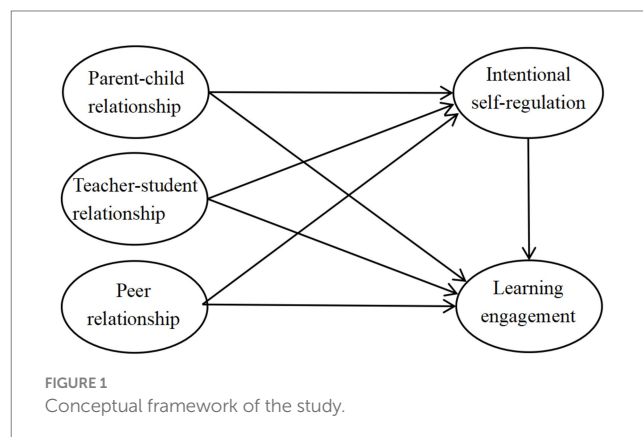 Parent-child
relationship
Intentional
self-regulation
Teacher-student
relationship
Peer
relationship
Learning
engagement
FIGURE 1
Conceptual framework of the study.